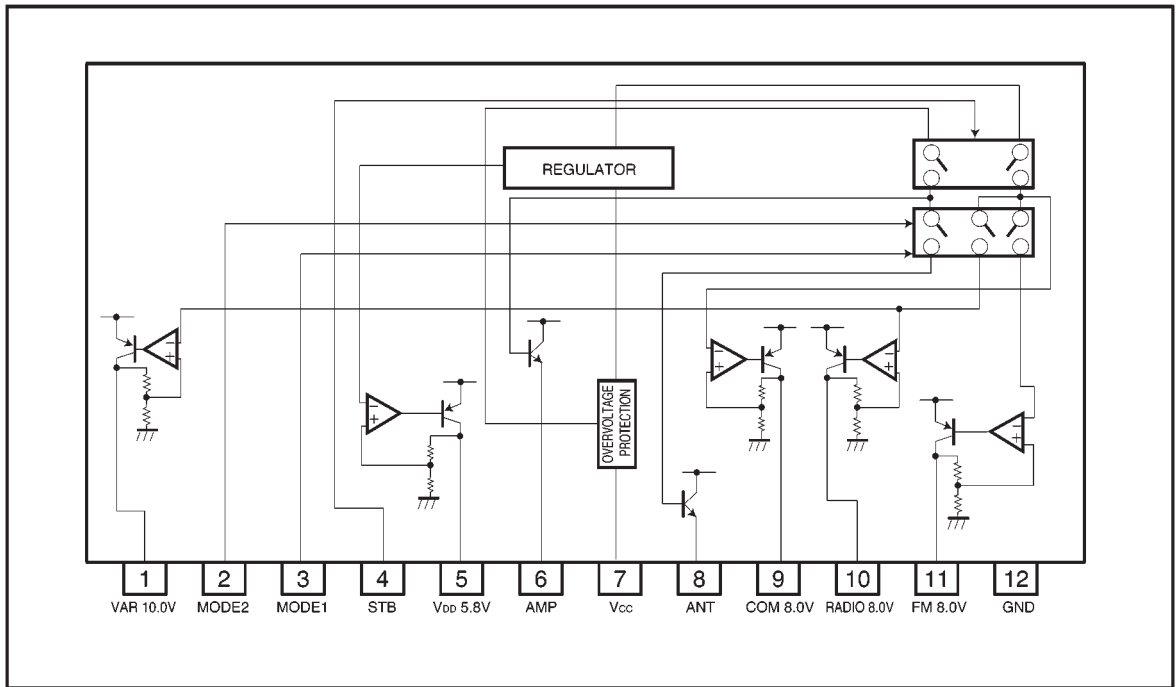 REGULATOR
OVERVOLTAGE
PROTECTION
− +
− +
− +
− +
− +
1 2 3 4 5 6 7 8 9 10 11 12
VAR 10.0V MODE2 MODE1 STB VDD 5.8V AMP Vcc ANT COM 8.0V RADIO 8.0V FM 8.0V GND